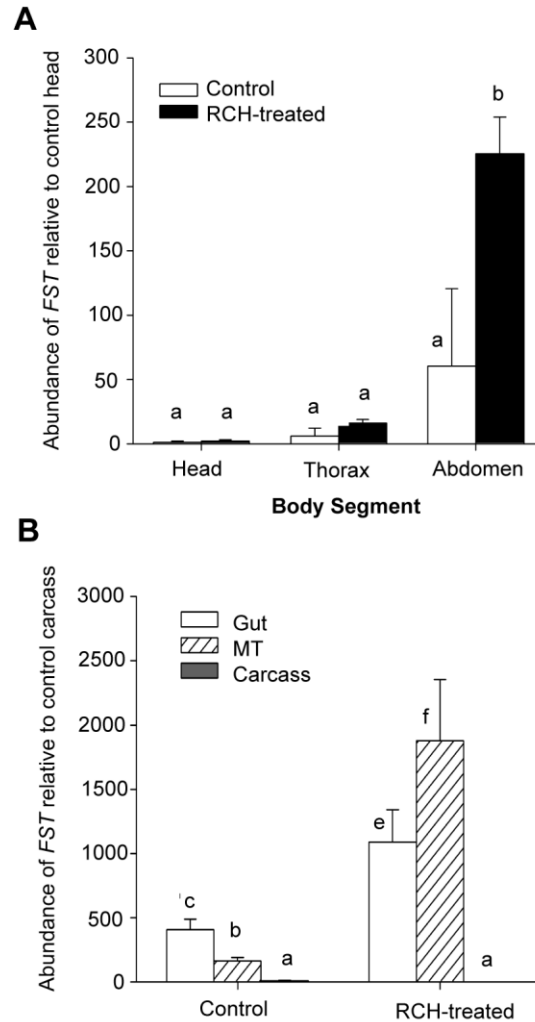 A
Abundance of FST relative to control head
300
250
200
150
100
50
0
Control
RCH-treated
a
a
a
a
a
b
Head
Thorax
Abdomen
Body Segment
B
Abundance of FST relative to control carcass
3000
2500
2000
1500
1000
500
0
Gut
MT
Carcass
c
b
a
e
f
a
Control
RCH-treated